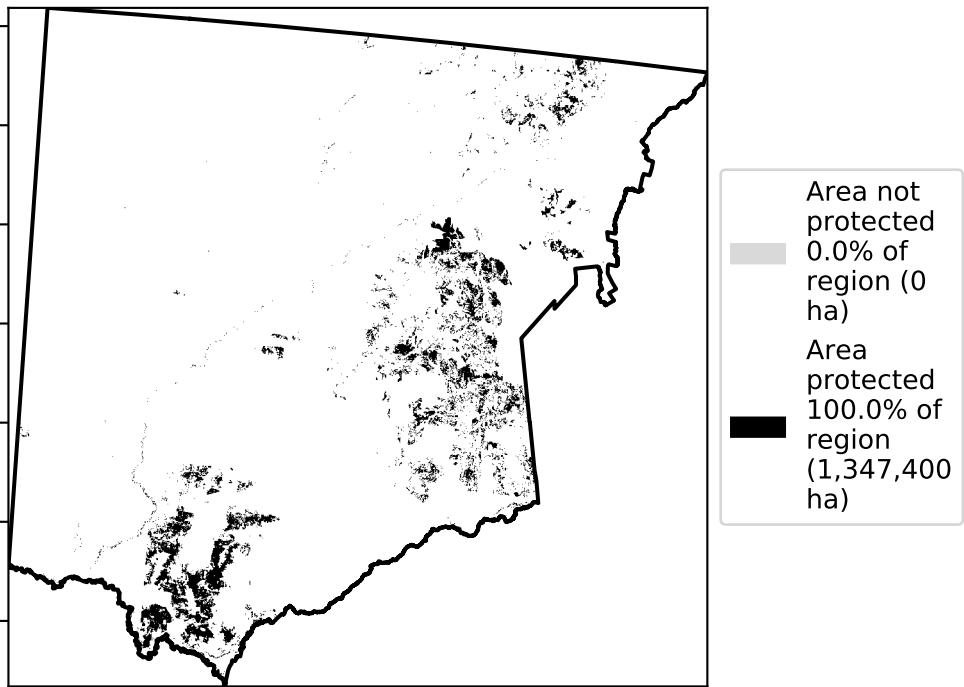 Area not
protected
0.0% of
region (0
ha)
Area
protected
100.0% of
region
(1,347,400
ha)